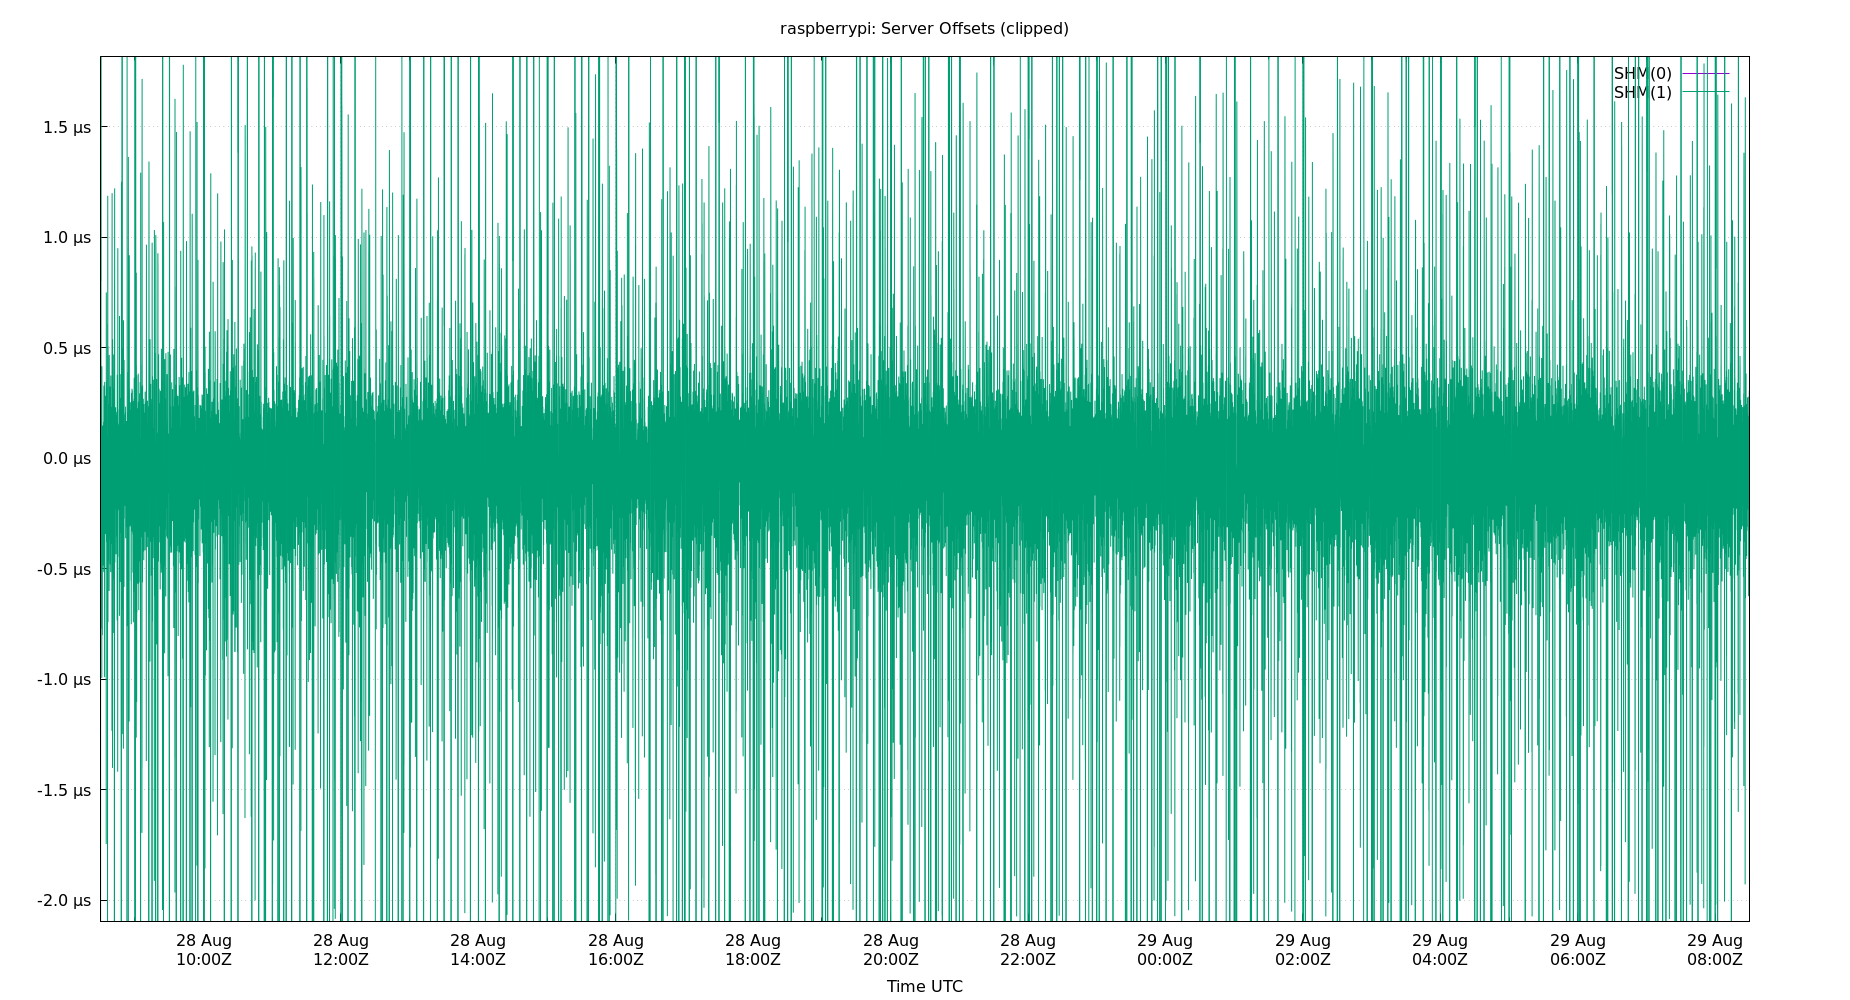 raspberrypi: Server Offsets (clipped)
SHM(0)
SHM(1)
1.5 µs
1.0 µs
0.5 µs
0.0 µs
-0.5 µs
-1.0 µs
-1.5 µs
-2.0 µs
28 Aug 28 Aug 28 Aug 28 Aug 28 Aug 28 Aug 28 Aug 29 Aug 29 Aug 29 Aug 29 Aug 29 Aug
10:00Z 12:00Z 14:00Z 16:00Z 18:00Z 20:00Z 22:00Z 00:00Z 02:00Z 04:00Z 06:00Z 08:00Z
Time UTC